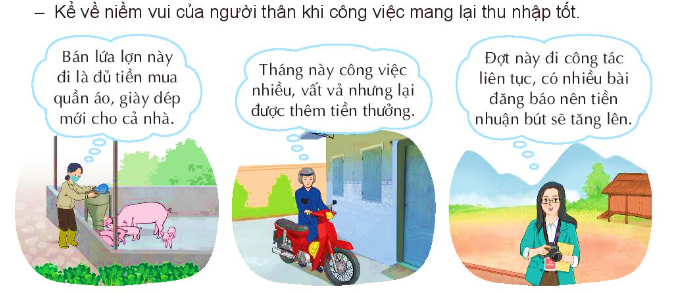 – Kể về niềm vui của người thân khi công việc mang lại thu nhập tốt.
Bán lứa lợn này
đi là đủ tiền mua
quần áo, giày dép
mới cho cả nhà.
Tháng này công việc
nhiều, vất vả nhưng lại
được thêm tiền thưởng.
Đợt này đi công tác
liên tục, có nhiều bài
đăng báo nên tiền
nhuận bút sẽ tăng lên.